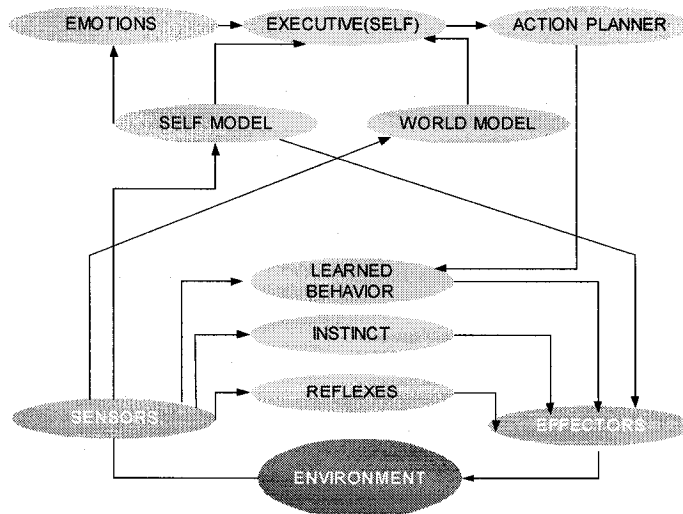 EMOTIONS
EXECUTIVE(SELF)
ACTION PLANNER
SELF MODEL
WORLD MODEL
LEARNED
BEHAVIOR
INSTINCT
REFLEXES
SENSORS
EFFECTORS
ENVIRONMENT